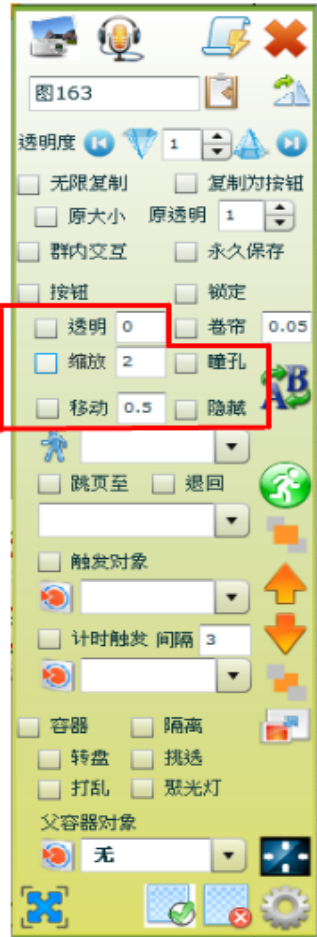 图163
透明度 1
无限复制 复制为按钮
原大小 原透明 1
群内交互 永久保存
按钮 锁定
透明 0 卷帘 0.05
缩放 2 瞳孔
AB
移动 0.5 隐藏
跳页至 退回
触发对象
计时触发 间隔 3
容器 隔离
转盘 挑选
打乱 聚光灯
父容器对象
无